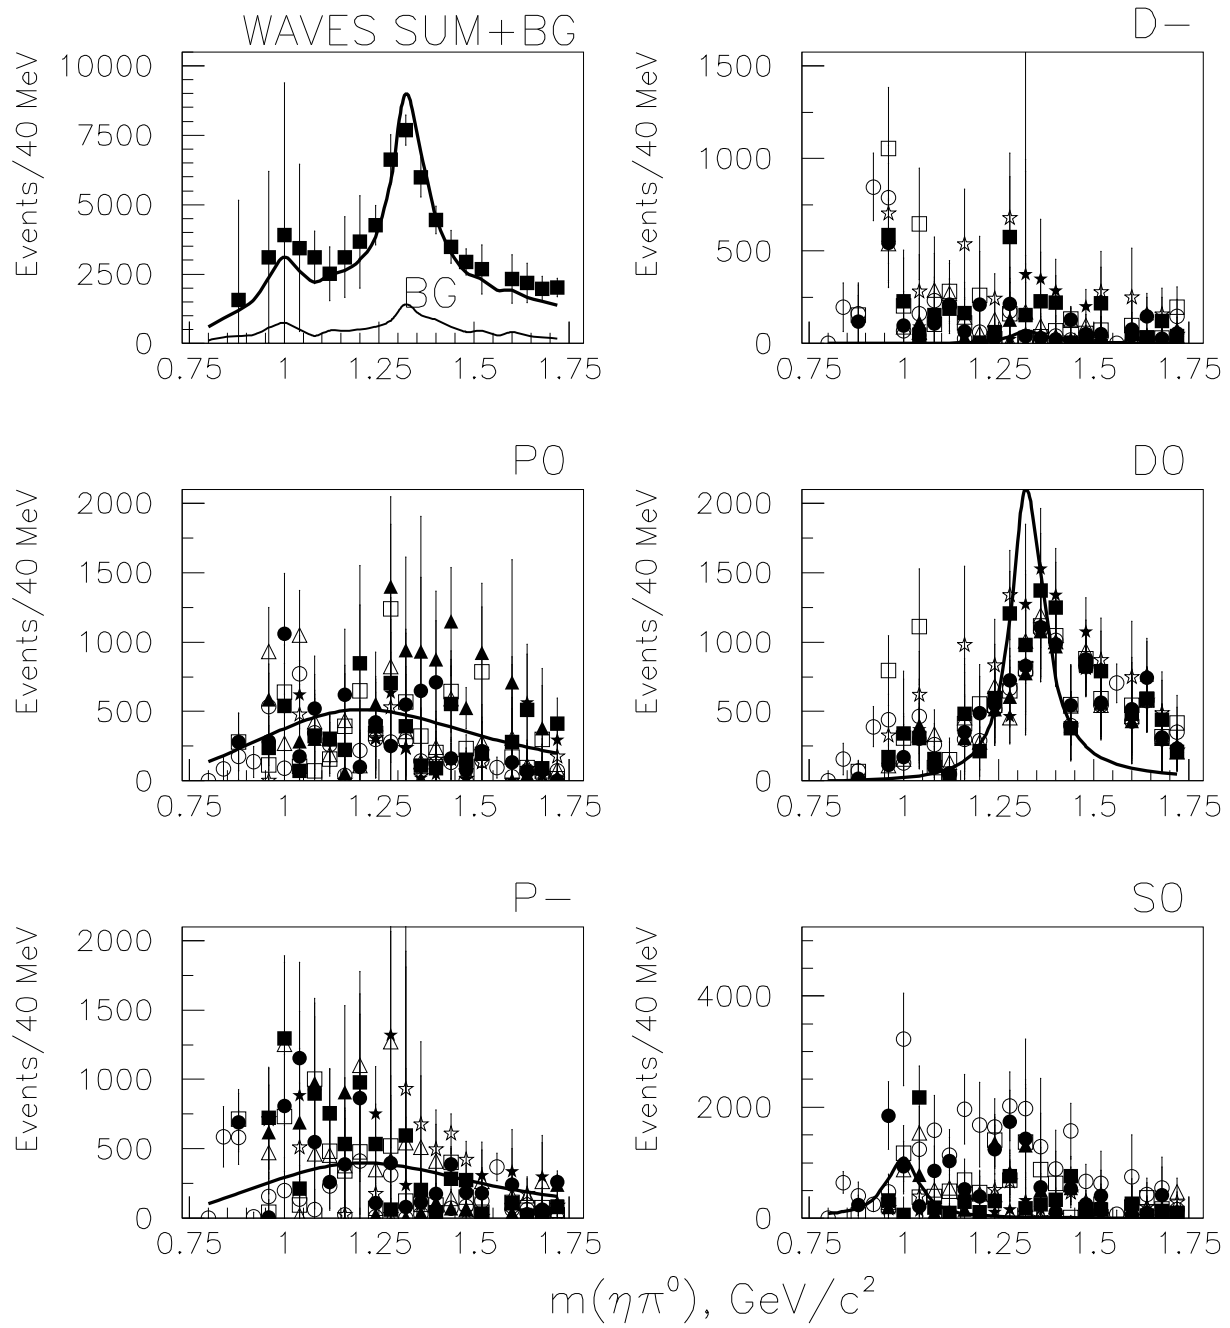 WAVES SUM+BG
Events/40 MeV
10000
7500
5000
2500
0
BG
0.75 1 1.25 1.5 1.75
D−
Events/40 MeV
1500
1000
500
0
0.75 1 1.25 1.5 1.75
P0
Events/40 MeV
2000
1500
1000
500
0
0.75 1 1.25 1.5 1.75
D0
Events/40 MeV
2000
1500
1000
500
0
0.75 1 1.25 1.5 1.75
P−
Events/40 MeV
2000
1500
1000
500
0
0.75 1 1.25 1.5 1.75
S0
Events/40 MeV
4000
2000
0
0.75 1 1.25 1.5 1.75
m(ηπ⁰), GeV/c²